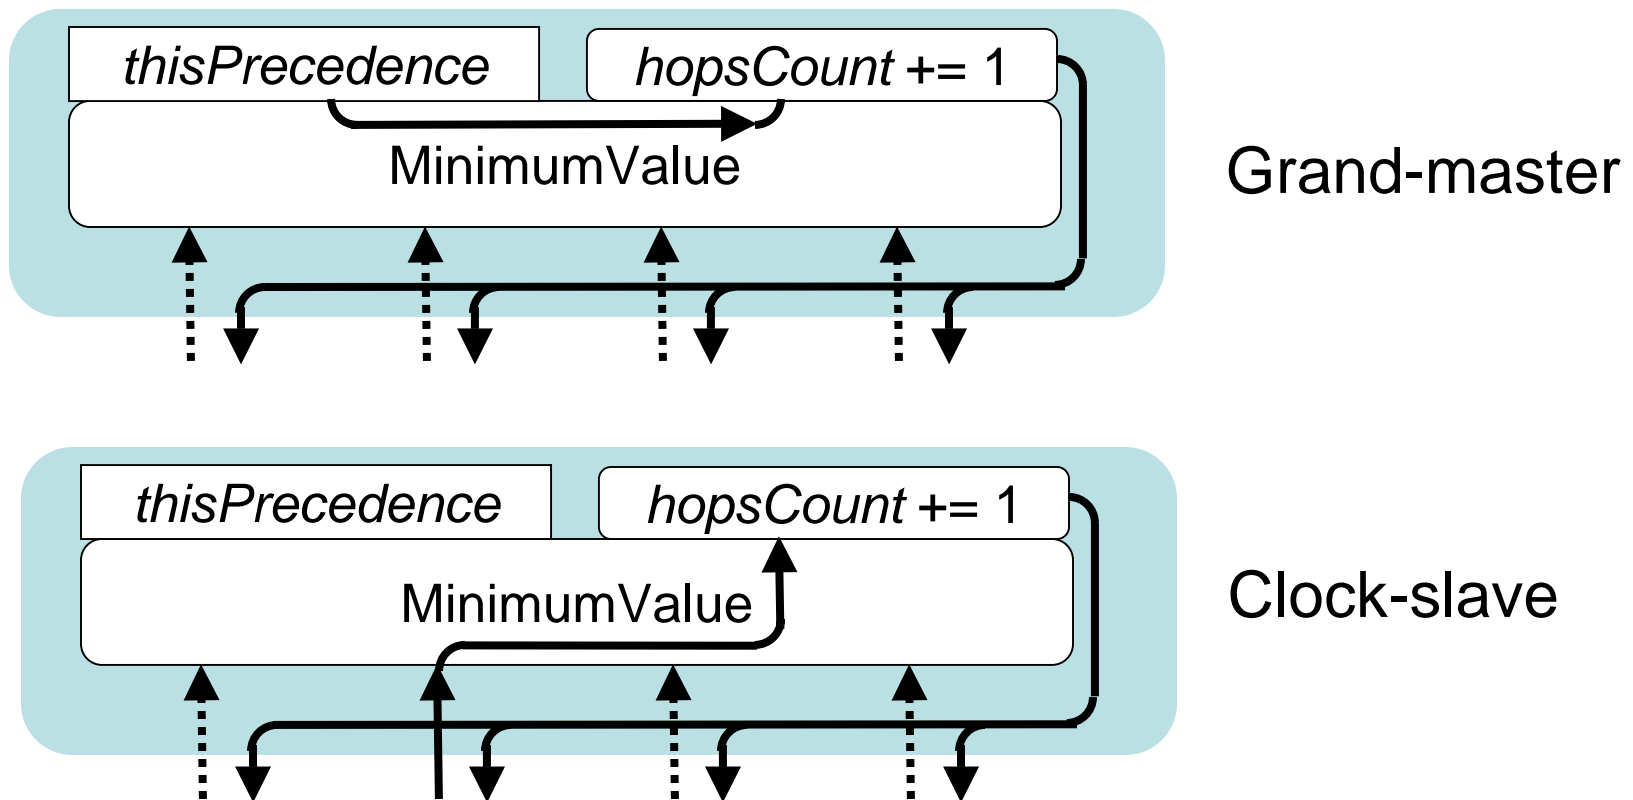 thisPrecedence
hopsCount += 1
MinimumValue
Grand-master
thisPrecedence
hopsCount += 1
MinimumValue
Clock-slave